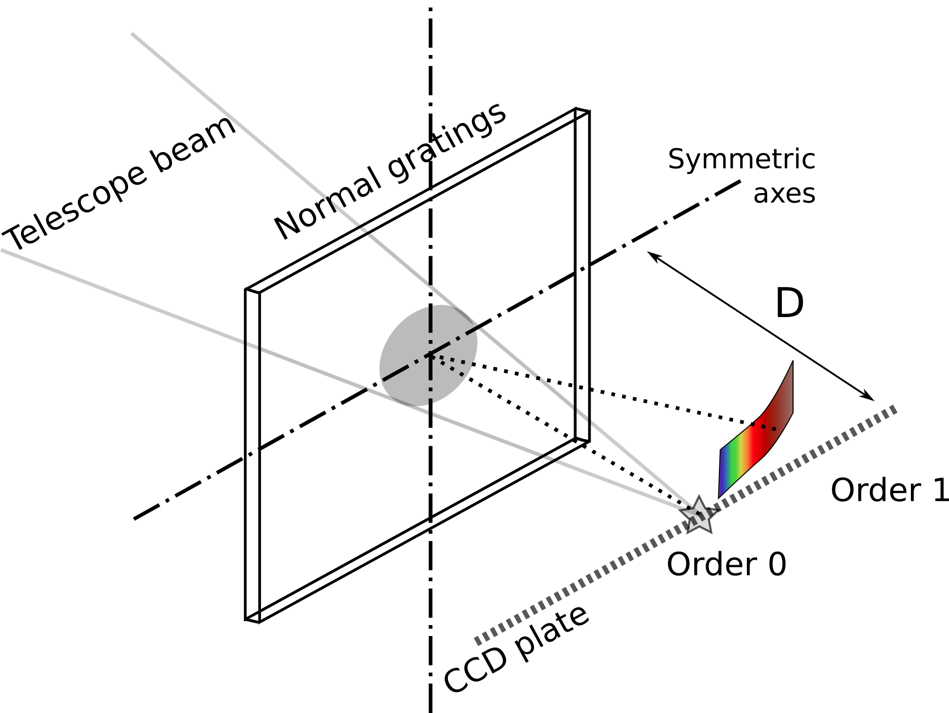 Telescope beam
Normal gratings
Symmetric
axes
D
Order 1
Order 0
CCD plate